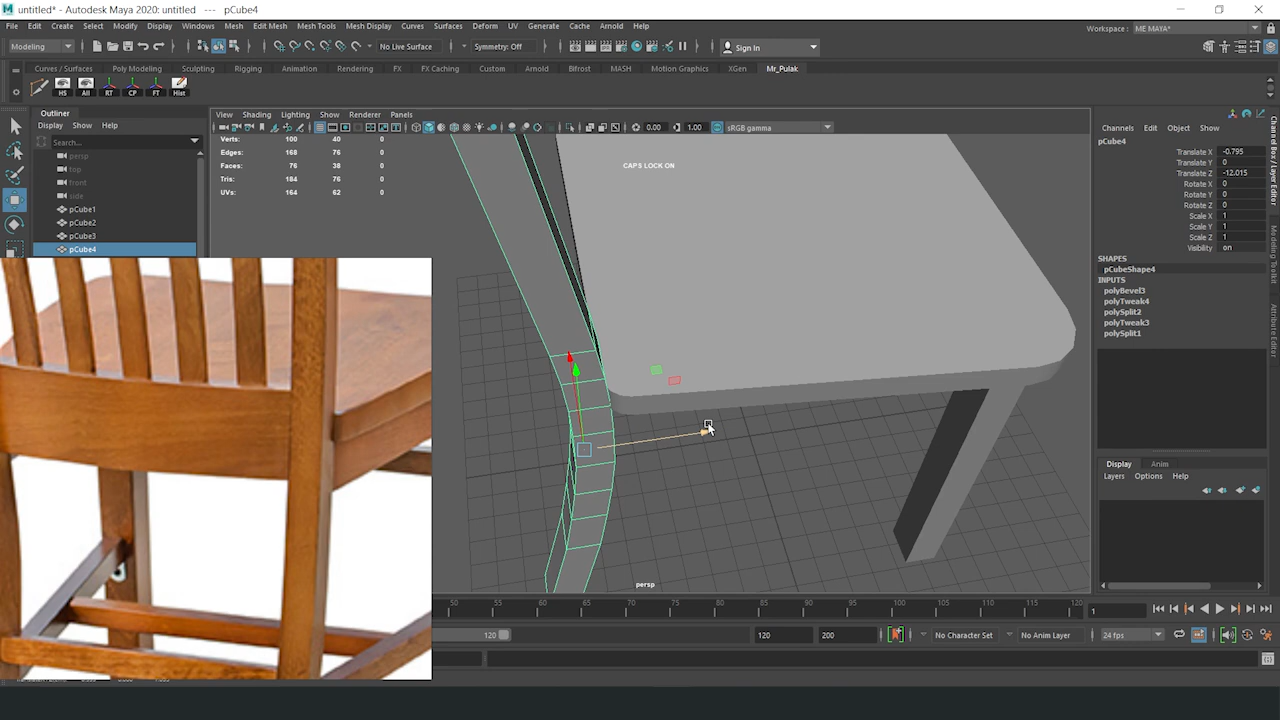 untitled* - Autodesk Maya 2020: untitled --- pCube4
File Edit Create Select Modify Display Windows Mesh Edit Mesh Mesh Tools Mesh Display Curves Surfaces Deform UV Generate Cache Arnold Help
Workspace : ME MAYA*
Modeling No Live Surface Symmetry: Off Sign In
Curves / Surfaces Poly Modeling Sculpting Rigging Animation Rendering FX FX Caching Custom Arnold Bifrost MASH Motion Graphics XGen Mr_Pulak
HS All RT CP FT Hist
Outliner
Display Show Help
Search...
persp
top
front
side
pCube1
pCube2
pCube3
pCube4
View Shading Lighting Show Renderer Panels
0.00 1.00 sRGB gamma
Verts: 100 40 0
Edges: 168 76 0
Faces: 76 38 0
Tris: 184 76 0
UVs: 164 62 0
CAPS LOCK ON
persp
Channels Edit Object Show
pCube4
Translate X -0.795
Translate Y 0
Translate Z -12.015
Rotate X 0
Rotate Y 0
Rotate Z 0
Scale X 1
Scale Y 1
Scale Z 1
Visibility on
SHAPES
pCubeShape4
INPUTS
polyBevel3
polyTweak4
polySplit2
polyTweak3
polySplit1
Channel Box / Layer Editor
Modeling Toolkit
Attribute Editor
Display Anim
Layers Options Help
50 55 60 65 70 75 80 85 90 95 100 105 110 115 120
1
120 120 200 No Character Set No Anim Layer 24 fps